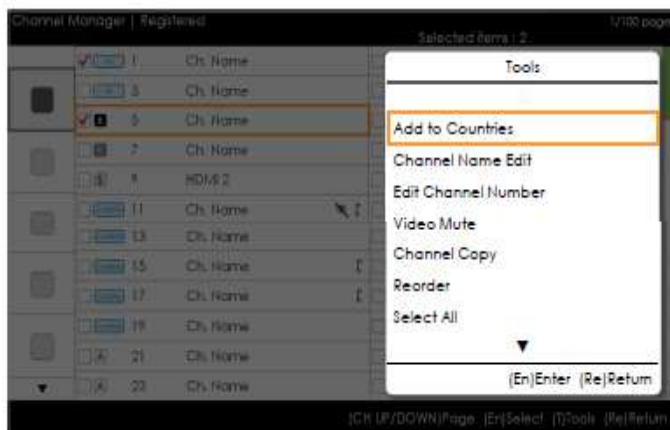 Channel Manager | Registered
1/100 page
Selected items : 2
1 Ch. Name
3 Ch. Name
5 Ch. Name
7 Ch. Name
9 HDMI 2
11 Ch. Name
13 Ch. Name
15 Ch. Name
17 Ch. Name
19 Ch. Name
A 21 Ch. Name
A 23 Ch. Name
Tools
Add to Countries
Channel Name Edit
Edit Channel Number
Video Mute
Channel Copy
Reorder
Select All
▼
(En)Enter (Re)Return
(CH UP/DOWN)Page (En)Select (T)Tools (Re)Return